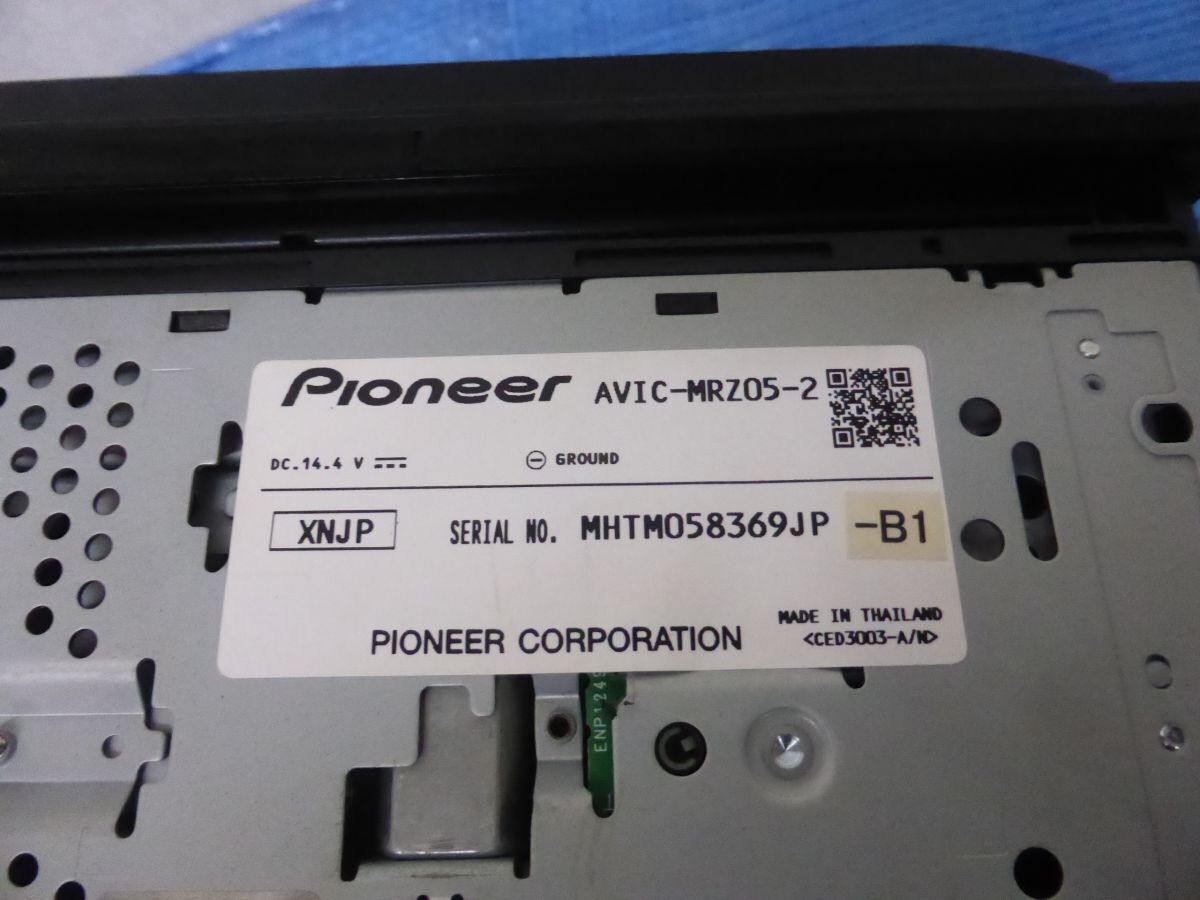 Pioneer AVIC-MRZ05-2
DC.14.4 V GROUND
XNJP SERIAL NO. MHTM058369JP -B1
MADE IN THAILAND
PIONEER CORPORATION <CED3003-A/N>